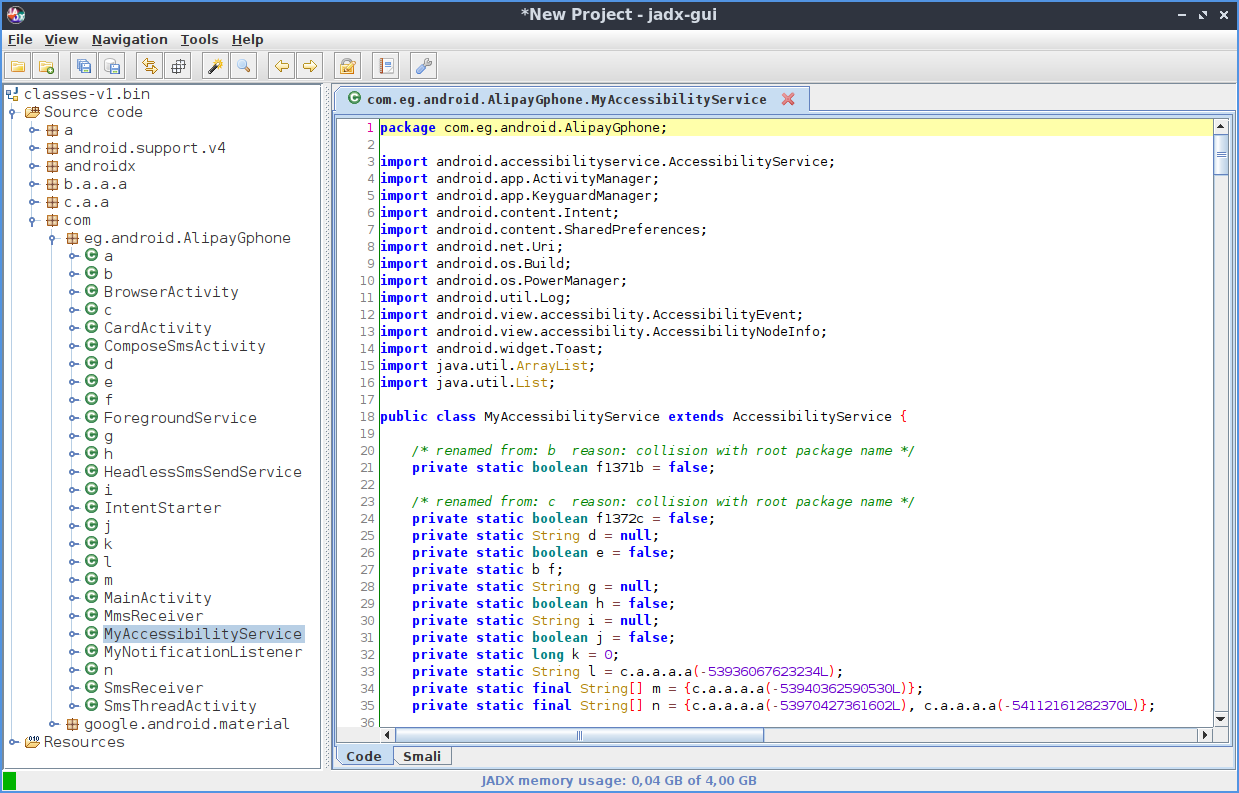 *New Project - jadx-gui
File View Navigation Tools Help
classes-v1.bin
Source code
a
android.support.v4
androidx
b.a.a.a
c.a.a
com
eg.android.AlipayGphone
a
b
BrowserActivity
c
CardActivity
ComposeSmsActivity
d
e
f
ForegroundService
g
h
HeadlessSmsSendService
i
IntentStarter
j
k
l
m
MainActivity
MmsReceiver
MyAccessibilityService
MyNotificationListener
n
SmsReceiver
SmsThreadActivity
google.android.material
Resources
com.eg.android.AlipayGphone.MyAccessibilityService
1 package com.eg.android.AlipayGphone;
2
3 import android.accessibilityservice.AccessibilityService;
4 import android.app.ActivityManager;
5 import android.app.KeyguardManager;
6 import android.content.Intent;
7 import android.content.SharedPreferences;
8 import android.net.Uri;
9 import android.os.Build;
10 import android.os.PowerManager;
11 import android.util.Log;
12 import android.view.accessibility.AccessibilityEvent;
13 import android.view.accessibility.AccessibilityNodeInfo;
14 import android.widget.Toast;
15 import java.util.ArrayList;
16 import java.util.List;
17
18 public class MyAccessibilityService extends AccessibilityService {
19
20 /* renamed from: b  reason: collision with root package name */
21 private static boolean f1371b = false;
22
23 /* renamed from: c  reason: collision with root package name */
24 private static boolean f1372c = false;
25 private static String d = null;
26 private static boolean e = false;
27 private static b f;
28 private static String g = null;
29 private static boolean h = false;
30 private static String i = null;
31 private static boolean j = false;
32 private static long k = 0;
33 private static String l = c.a.a.a.a(-53936067623234L);
34 private static final String[] m = {c.a.a.a.a(-53940362590530L)};
35 private static final String[] n = {c.a.a.a.a(-53970427361602L), c.a.a.a.a(-54112161282370L)};
36
Code Smali
JADX memory usage: 0,04 GB of 4,00 GB